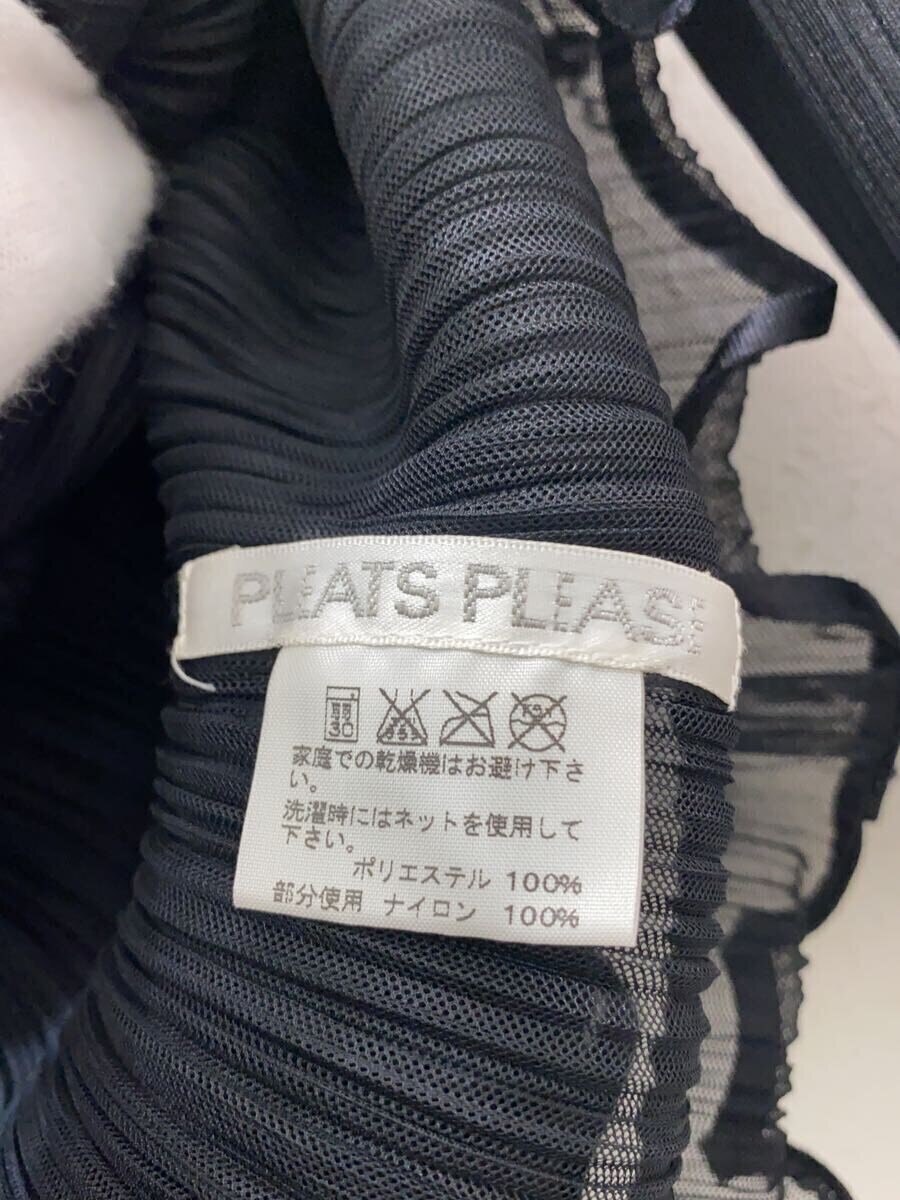 PLEATS PLEASE
弱
30
家庭での乾燥機はお避け下さ
い。
洗濯時にはネットを使用して
下さい。
ポリエステル 100%
部分使用 ナイロン 100%